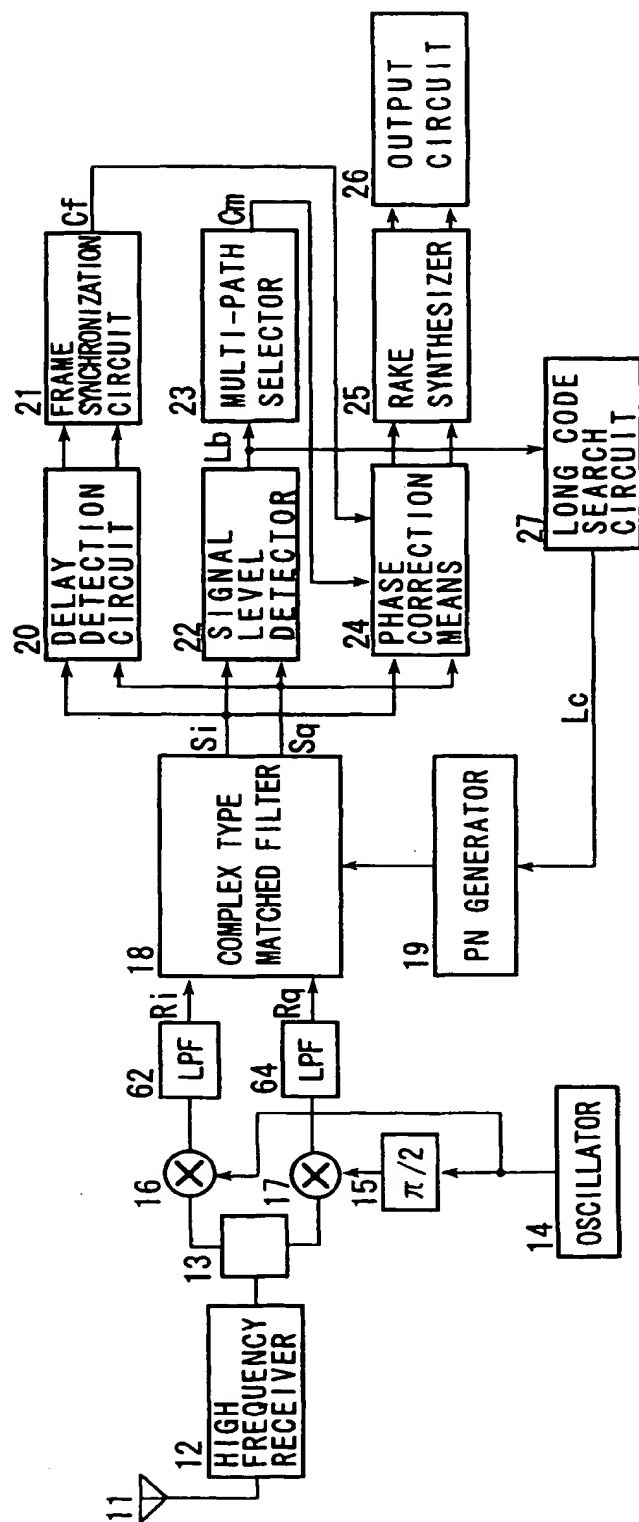 11
12
HIGH
FREQUENCY
RECEIVER
13
16
17
15
π/2
14
OSCILLATOR
62
LPF
Ri
64
LPF
Rq
18
COMPLEX TYPE
MATCHED FILTER
19
PN GENERATOR
Si
Sq
Lc
20
DELAY
DETECTION
CIRCUIT
21
FRAME
SYNCHRONIZATION
CIRCUIT
Cf
22
SIGNAL
LEVEL
DETECTOR
Lb
23
MULTI-PATH
SELECTOR
Cm
24
PHASE
CORRECTION
MEANS
25
RAKE
SYNTHESIZER
26
OUTPUT
CIRCUIT
27
LONG CODE
SEARCH
CIRCUIT